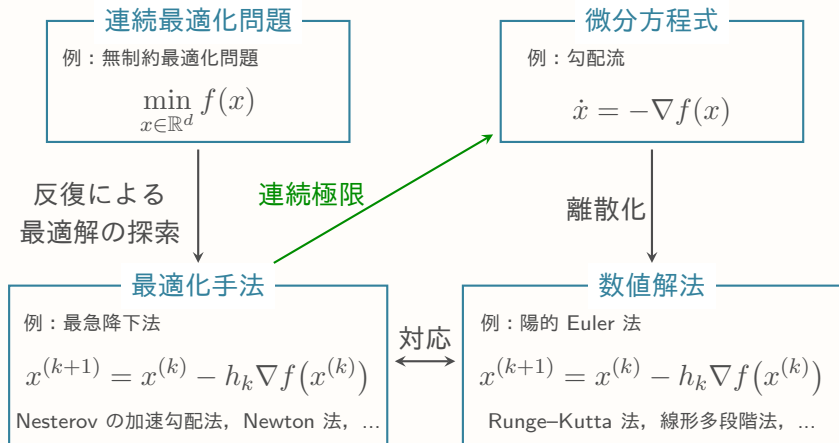 連続最適化問題
例：無制約最適化問題
min f(x)
x∈ℝ^d
微分方程式
例：勾配流
ẋ = −∇f(x)
反復による
最適解の探索
連続極限
離散化
最適化手法
例：最急降下法
x^(k+1) = x^(k) − h_k∇f(x^(k))
Nesterov の加速勾配法，Newton 法，...
対応
数値解法
例：陽的 Euler 法
x^(k+1) = x^(k) − h_k∇f(x^(k))
Runge–Kutta 法，線形多段階法，...